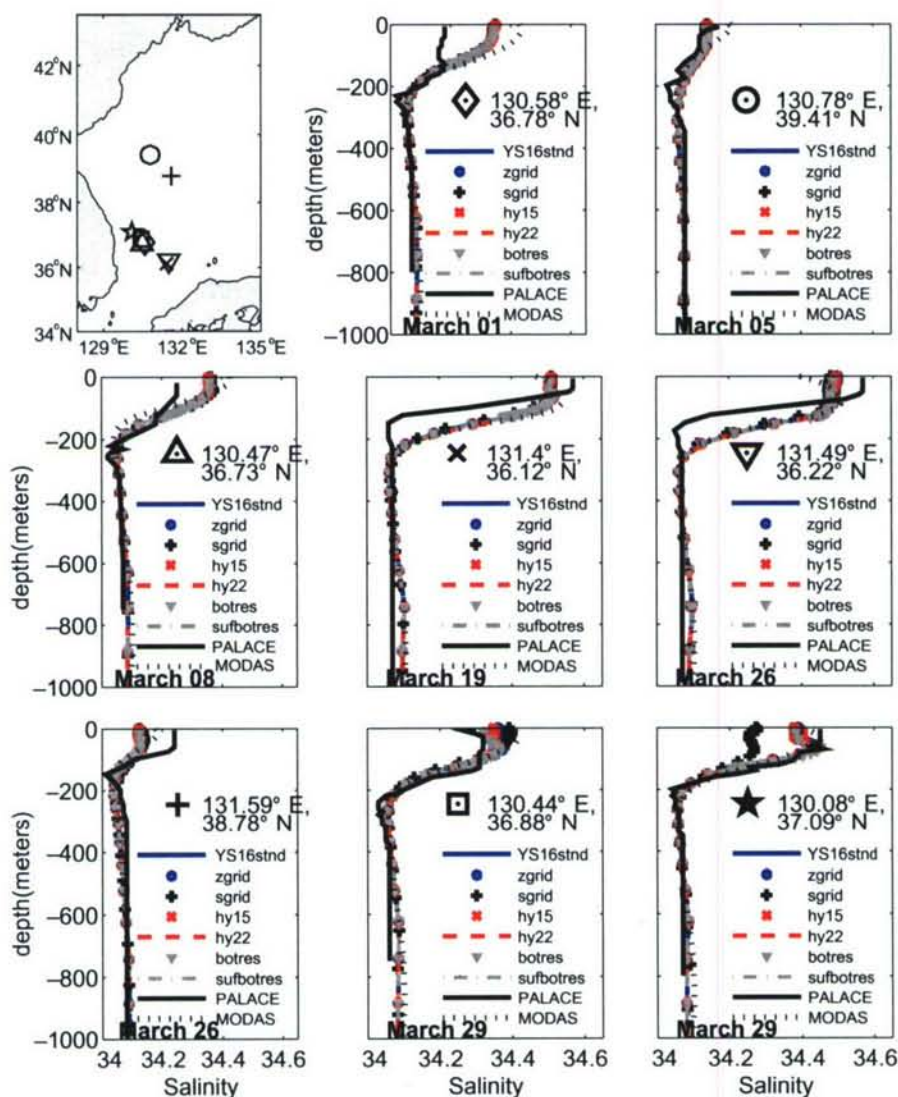 42°N
40°N
38°N
36°N
34°N
129°E 132°E 135°E
depth(meters)
0
−200
−400
−600
−800
−1000
130.58° E,
36.78° N
YS16stnd
zgrid
sgrid
hy15
hy22
botres
sufbotres
PALACE
MODAS
March 01
130.78° E,
39.41° N
YS16stnd
zgrid
sgrid
hy15
hy22
botres
sufbotres
PALACE
MODAS
March 05
depth(meters)
0
−200
−400
−600
−800
−1000
130.47° E,
36.73° N
YS16stnd
zgrid
sgrid
hy15
hy22
botres
sufbotres
PALACE
MODAS
March 08
131.4° E,
36.12° N
YS16stnd
zgrid
sgrid
hy15
hy22
botres
sufbotres
PALACE
MODAS
March 19
131.49° E,
36.22° N
YS16stnd
zgrid
sgrid
hy15
hy22
botres
sufbotres
PALACE
MODAS
March 26
depth(meters)
0
−200
−400
−600
−800
−1000
131.59° E,
38.78° N
YS16stnd
zgrid
sgrid
hy15
hy22
botres
sufbotres
PALACE
MODAS
March 26
34 34.2 34.4 34.6
Salinity
130.44° E,
36.88° N
YS16stnd
zgrid
sgrid
hy15
hy22
botres
sufbotres
PALACE
MODAS
March 29
34 34.2 34.4 34.6
Salinity
130.08° E,
37.09° N
YS16stnd
zgrid
sgrid
hy15
hy22
botres
sufbotres
PALACE
MODAS
March 29
34 34.2 34.4 34.6
Salinity